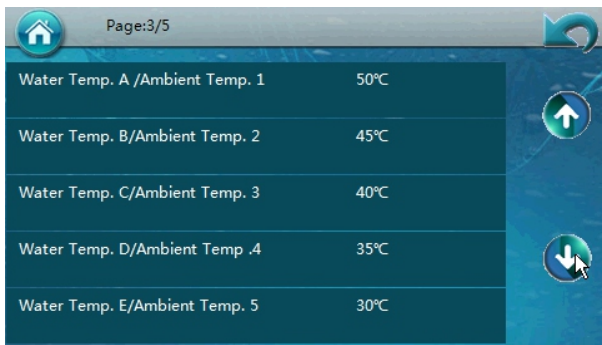 Page:3/5
Water Temp. A /Ambient Temp. 1 50℃
Water Temp. B/Ambient Temp. 2 45℃
Water Temp. C/Ambient Temp. 3 40℃
Water Temp. D/Ambient Temp .4 35℃
Water Temp. E/Ambient Temp. 5 30℃